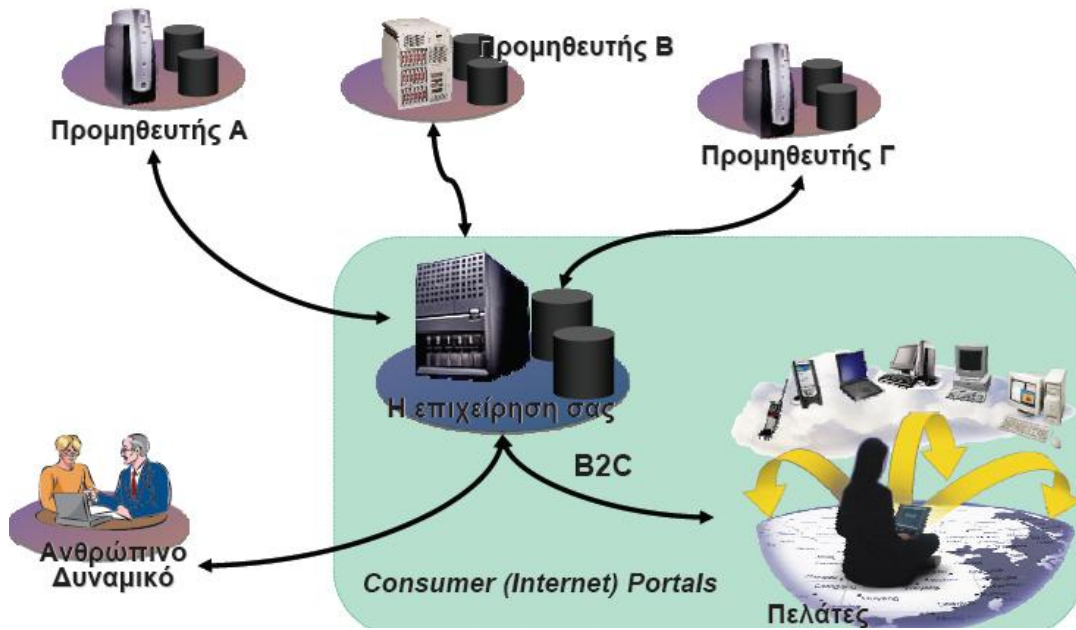 Προμηθευτής Β
Προμηθευτής Α
Προμηθευτής Γ
Η επιχείρηση σας
B2C
Ανθρώπινο
Δυναμικό
Consumer (Internet) Portals
Πελάτες